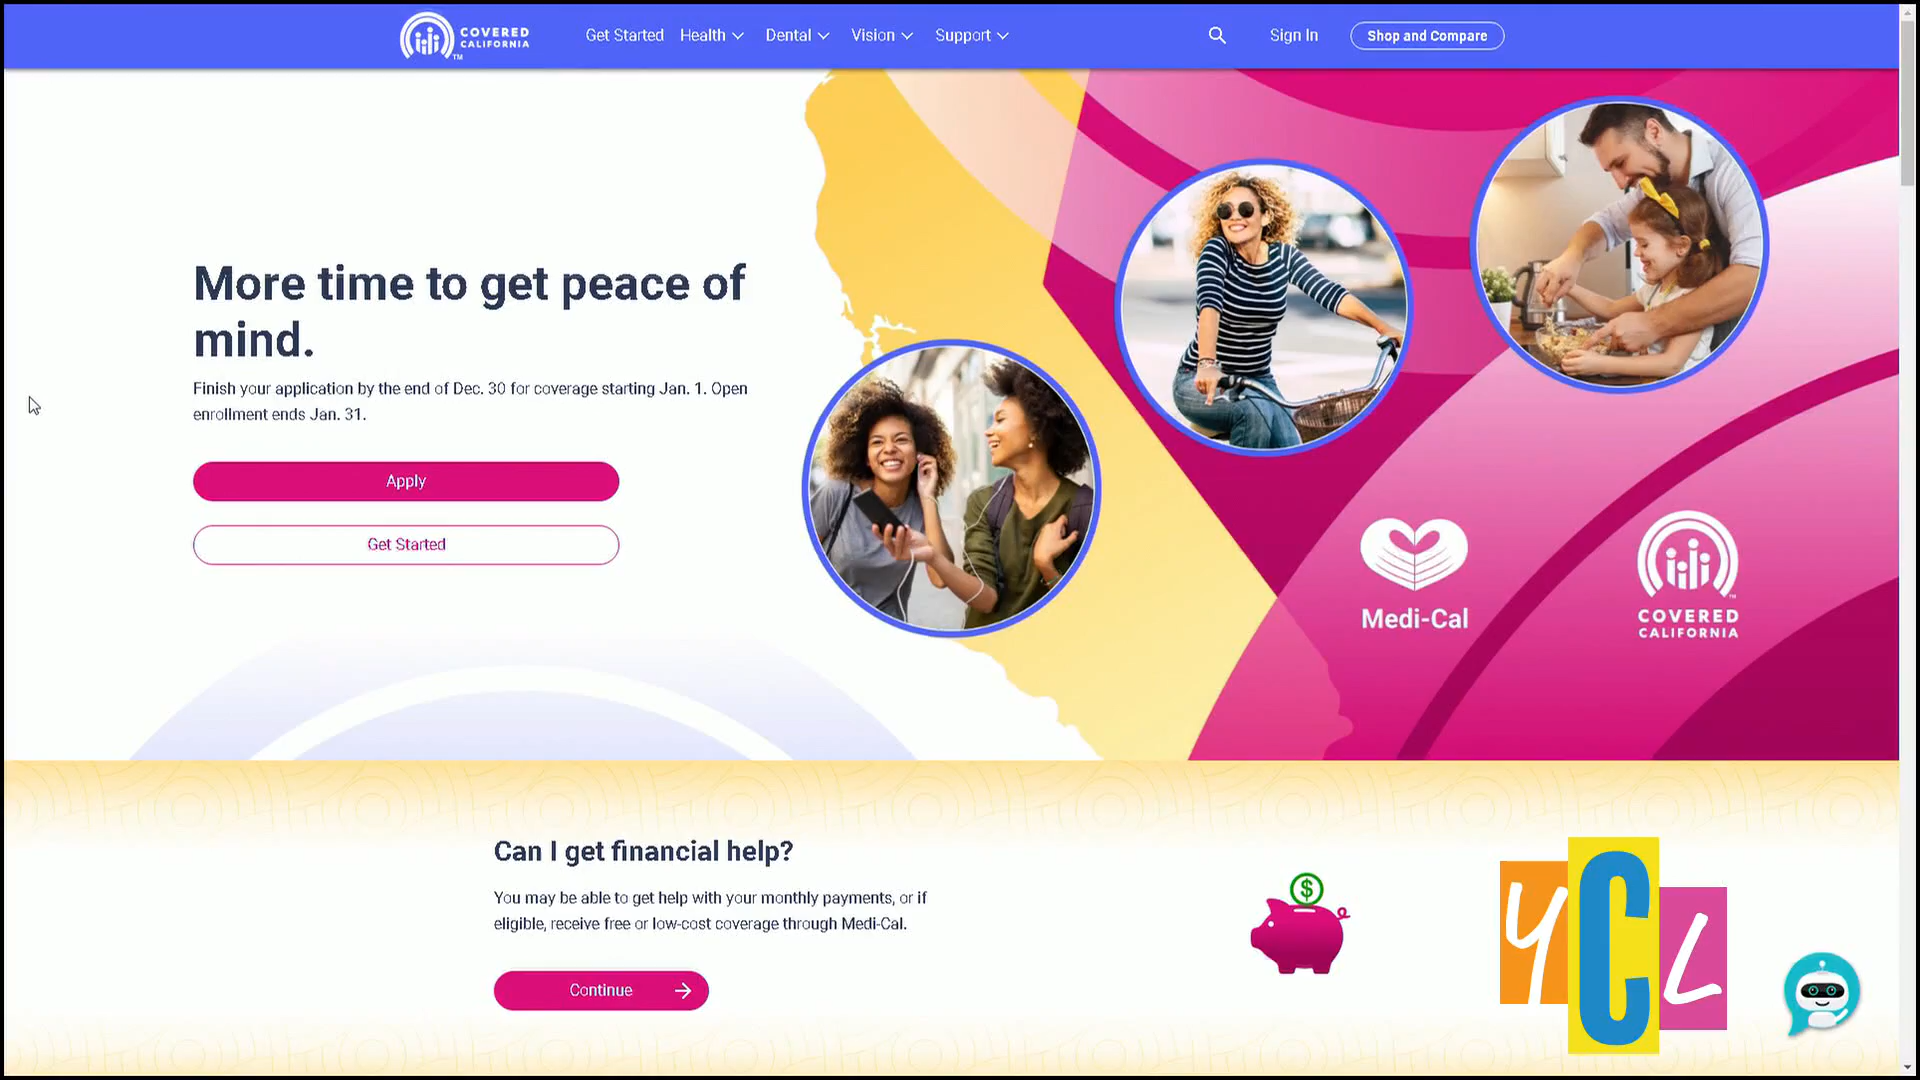 COVERED
CALIFORNIA
TM
Get Started
Health
Dental
Vision
Support
Sign In
Shop and Compare
More time to get peace of
mind.
Finish your application by the end of Dec. 30 for coverage starting Jan. 1. Open
enrollment ends Jan. 31.
Apply
Get Started
Medi-Cal
TM
COVERED
CALIFORNIA
Can I get financial help?
You may be able to get help with your monthly payments, or if
eligible, receive free or low-cost coverage through Medi-Cal.
Continue
$
YCL